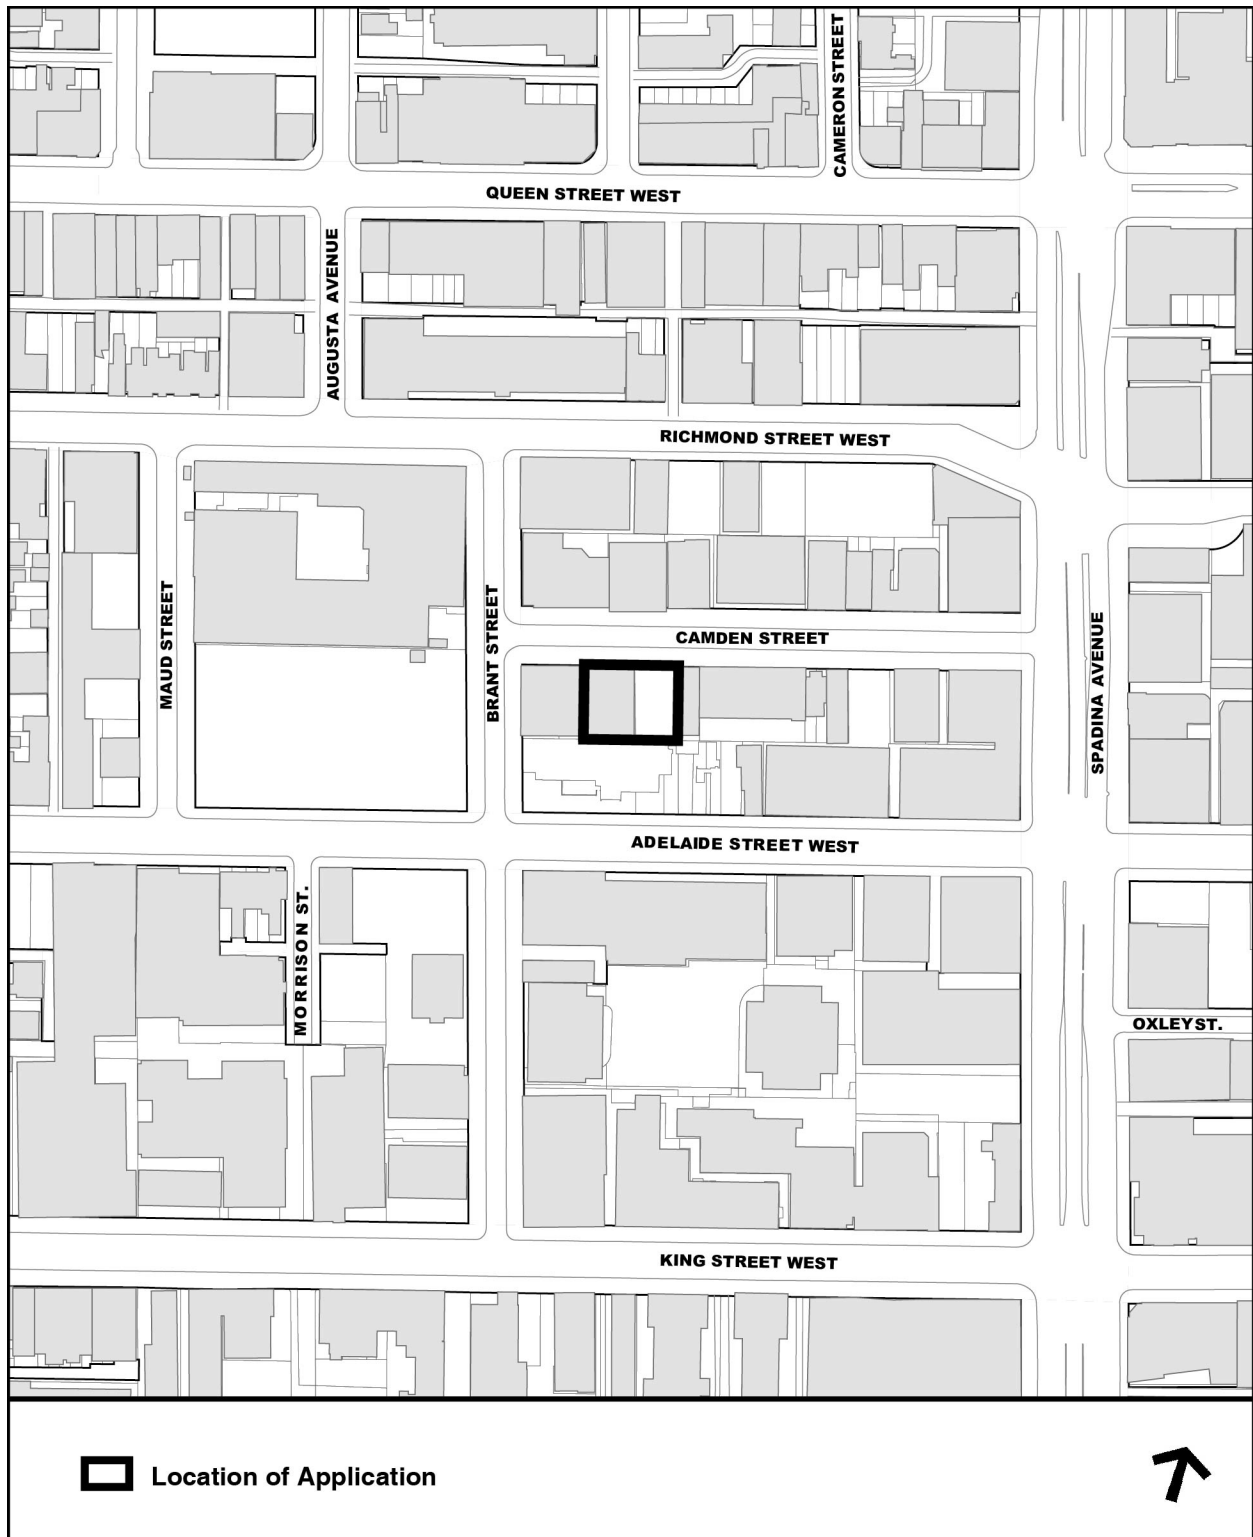 CAMERON STREET
QUEEN STREET WEST
AUGUSTA AVENUE
RICHMOND STREET WEST
MAUD STREET
BRANT STREET
CAMDEN STREET
SPADINA AVENUE
ADELAIDE STREET WEST
MORRISON ST.
OXLEY ST.
KING STREET WEST
Location of Application